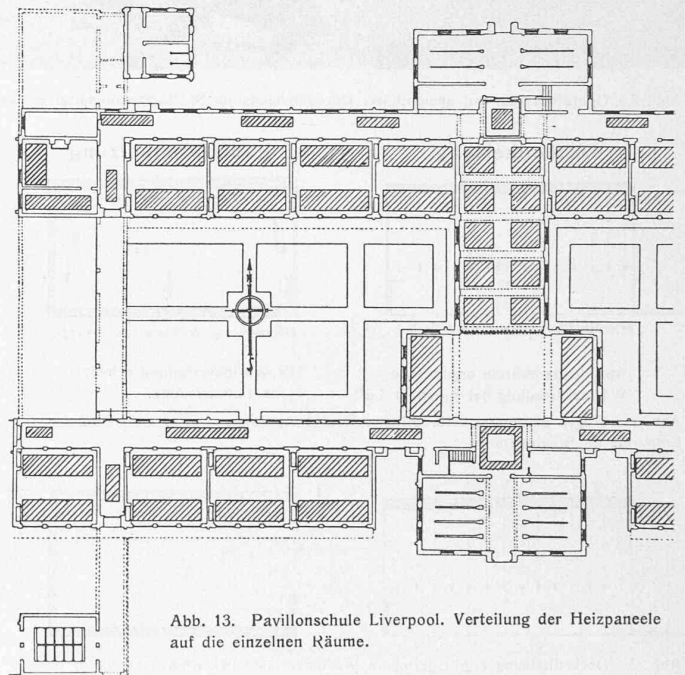 Abb. 13. Pavillonschule Liverpool. Verteilung der Heizpaneele
auf die einzelnen Räume.